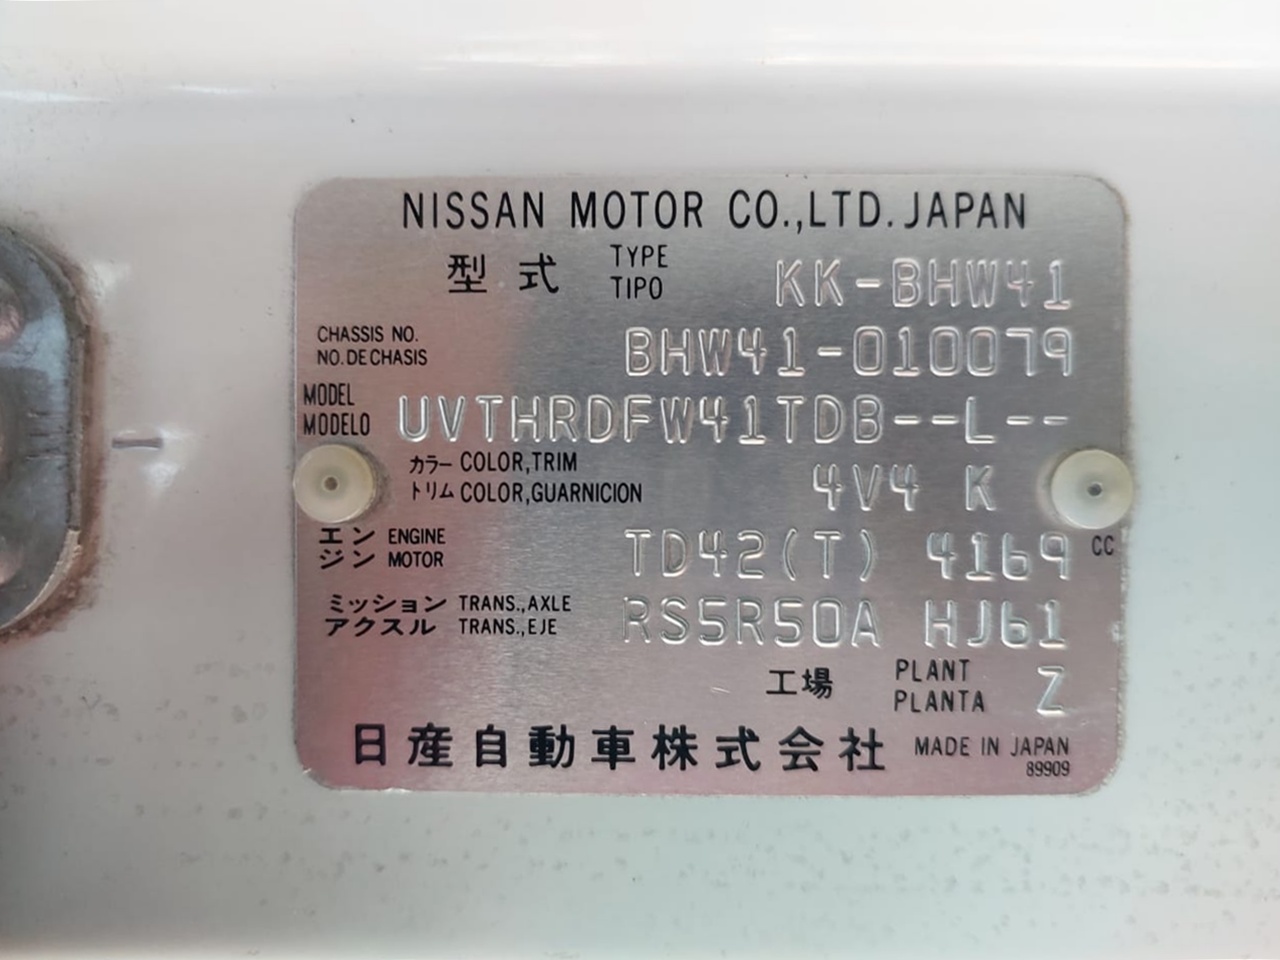 NISSAN MOTOR CO.,LTD. JAPAN
型式 TYPE KK-BHW41
TIPO
CHASSIS NO. BHW41-010079
NO. DE CHASIS
MODEL UVTHRDFW41TDB--L--
MODELO
カラー COLOR,TRIM 4V4 K
トリム COLOR,GUARNICION
エン ENGINE TD42(T) 4169 CC
ジン MOTOR
ミッション TRANS.,AXLE RS5R50A HJ61
アクスル TRANS.,EJE
工場 PLANT Z
PLANTA
日産自動車株式会社 MADE IN JAPAN
89909